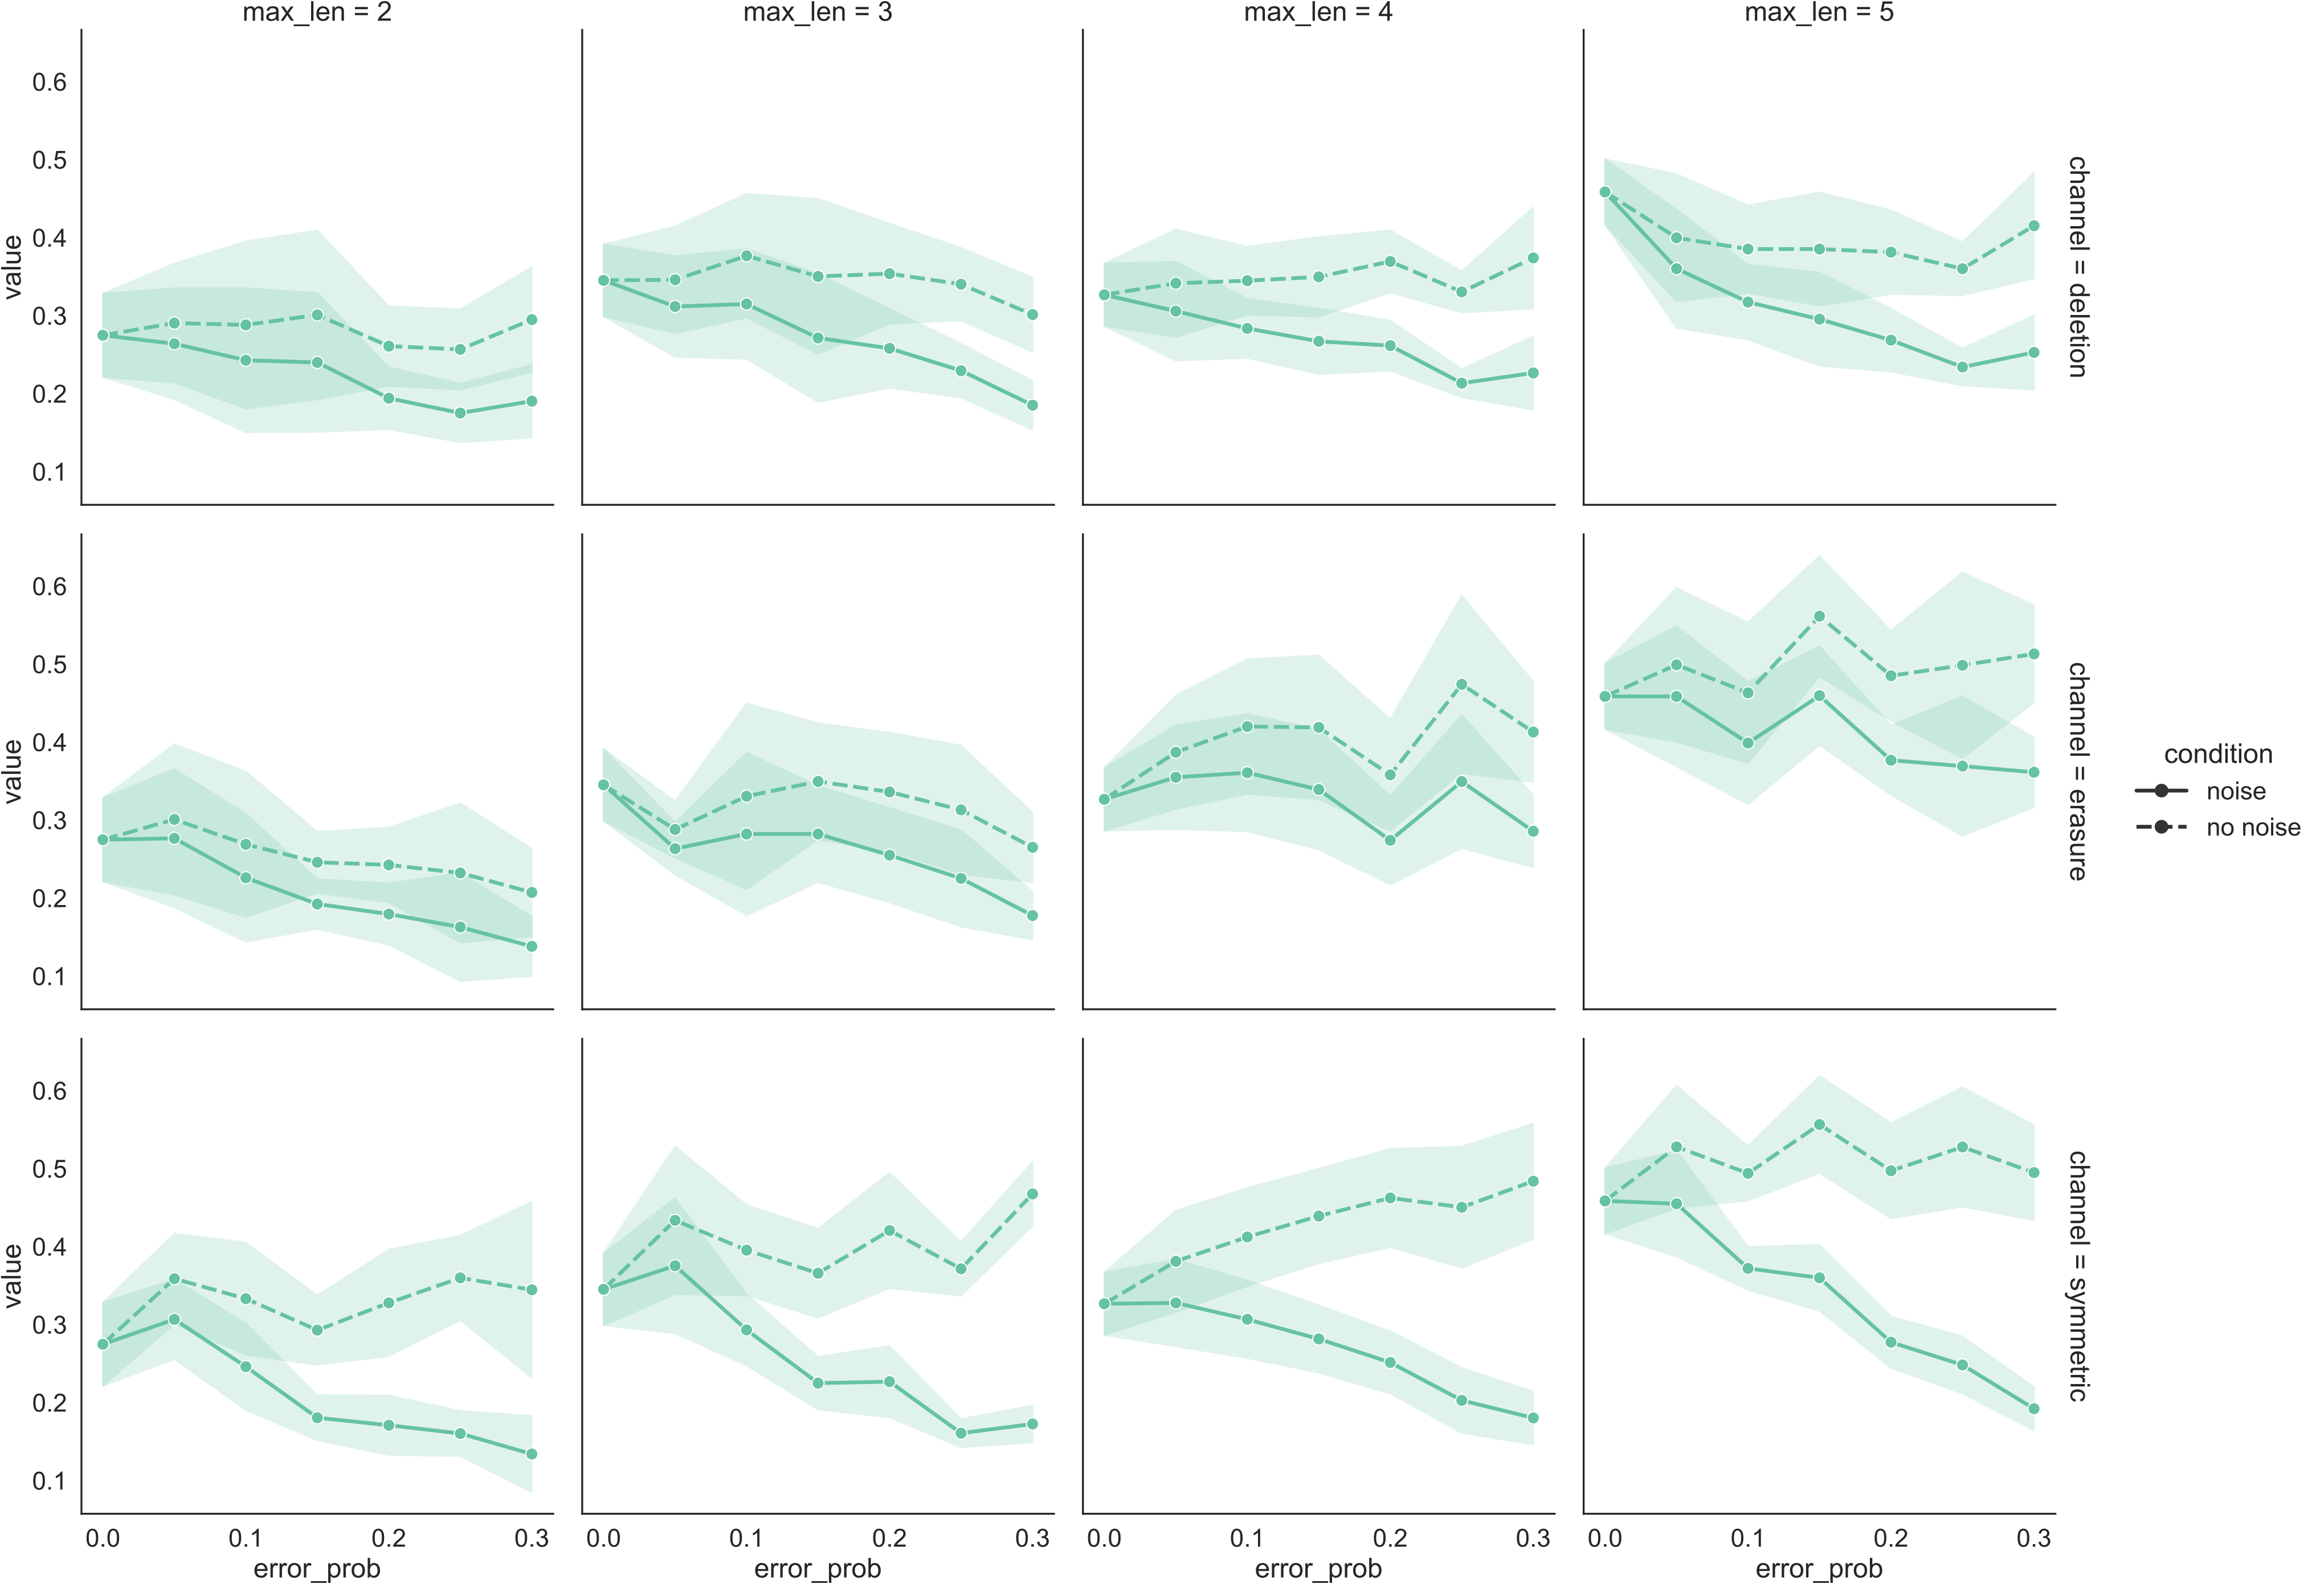 max_len = 2
max_len = 3
max_len = 4
max_len = 5
0.6
0.5
0.4
0.3
0.2
0.1
value
channel = deletion
0.6
0.5
0.4
0.3
0.2
0.1
value
channel = erasure
condition
noise
no noise
0.6
0.5
0.4
0.3
0.2
0.1
value
channel = symmetric
0.0 0.1 0.2 0.3
error_prob
0.0 0.1 0.2 0.3
error_prob
0.0 0.1 0.2 0.3
error_prob
0.0 0.1 0.2 0.3
error_prob